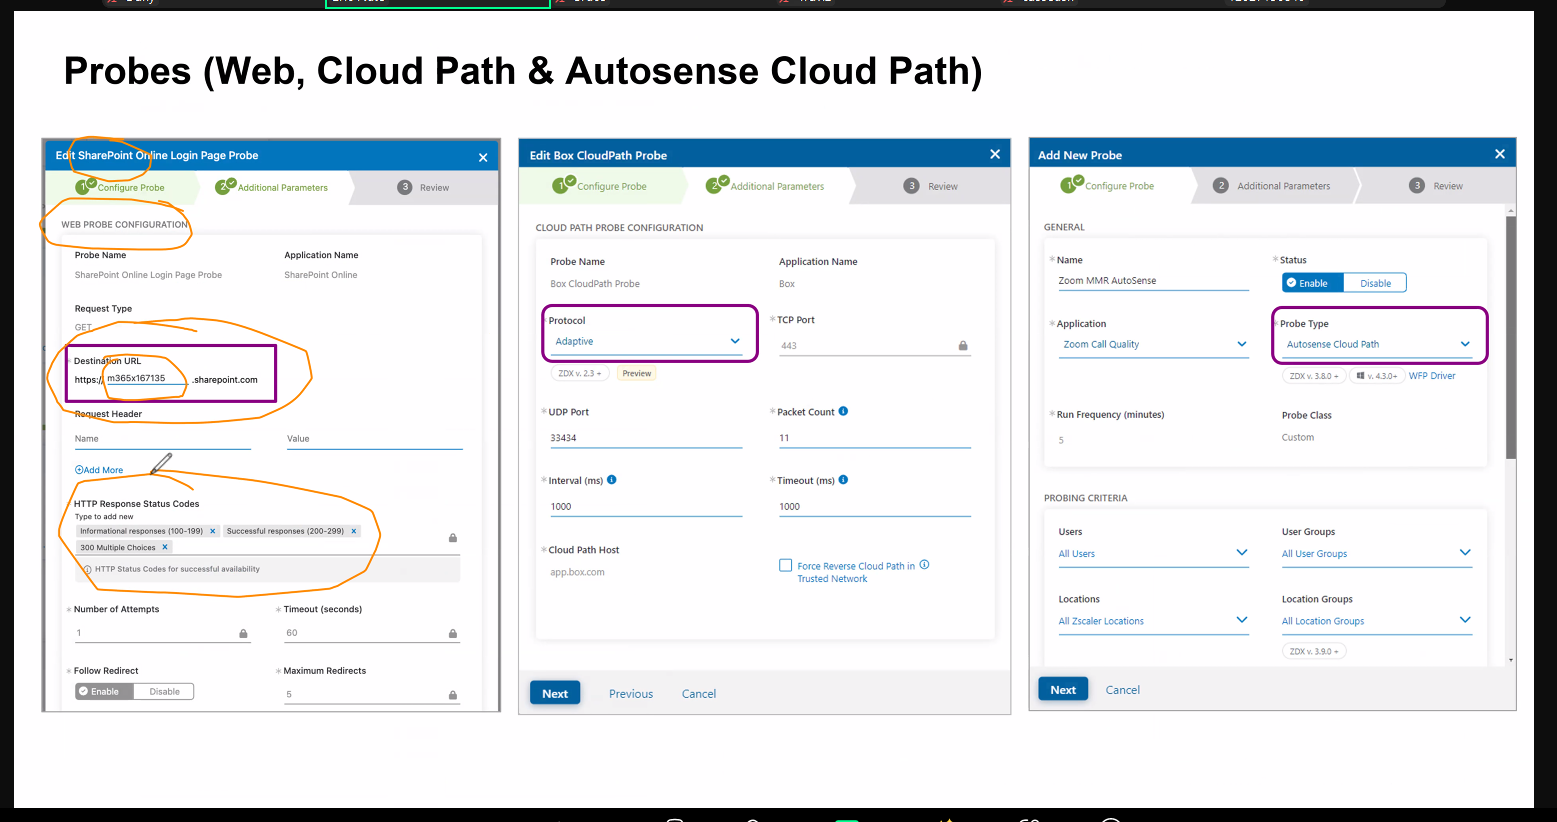 Probes (Web, Cloud Path & Autosense Cloud Path)
Edit SharePoint Online Login Page Probe
1 Configure Probe
2 Additional Parameters
3 Review
WEB PROBE CONFIGURATION
Probe Name
Application Name
SharePoint Online Login Page Probe
SharePoint Online
Request Type
GET
Destination URL
https:// m365x167135 .sharepoint.com
Request Header
Name
Value
Add More
HTTP Response Status Codes
Type to add new
Informational responses (100-199) ×
Successful responses (200-299) ×
300 Multiple Choices ×
HTTP Status Codes for successful availability
* Number of Attempts
* Timeout (seconds)
1
60
* Follow Redirect
* Maximum Redirects
Enable
Disable
5
Edit Box CloudPath Probe
1 Configure Probe
2 Additional Parameters
3 Review
CLOUD PATH PROBE CONFIGURATION
Probe Name
Application Name
Box CloudPath Probe
Box
Protocol
* TCP Port
Adaptive
443
ZDX v. 2.3 +
Preview
* UDP Port
* Packet Count
33434
11
* Interval (ms)
* Timeout (ms)
1000
1000
* Cloud Path Host
app.box.com
Force Reverse Cloud Path in
Trusted Network
Next
Previous
Cancel
Add New Probe
1 Configure Probe
2 Additional Parameters
3 Review
GENERAL
* Name
* Status
Zoom MMR AutoSense
Enable
Disable
* Application
* Probe Type
Zoom Call Quality
Autosense Cloud Path
ZDX v. 3.8.0 +
v. 4.3.0+
WFP Driver
* Run Frequency (minutes)
Probe Class
5
Custom
PROBING CRITERIA
Users
User Groups
All Users
All User Groups
Locations
Location Groups
All Zscaler Locations
All Location Groups
ZDX v. 3.9.0 +
Next
Cancel